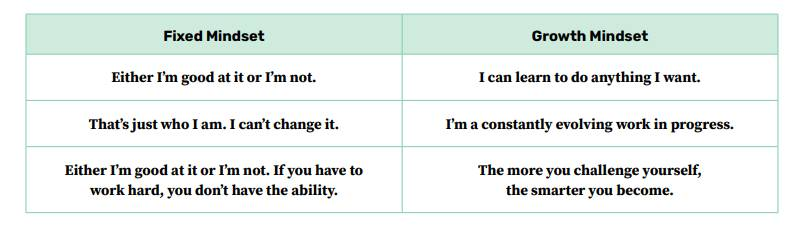 Fixed Mindset
Growth Mindset
Either I’m good at it or I’m not.
I can learn to do anything I want.
That’s just who I am. I can’t change it.
I’m a constantly evolving work in progress.
Either I’m good at it or I’m not. If you have to
work hard, you don’t have the ability.
The more you challenge yourself,
the smarter you become.